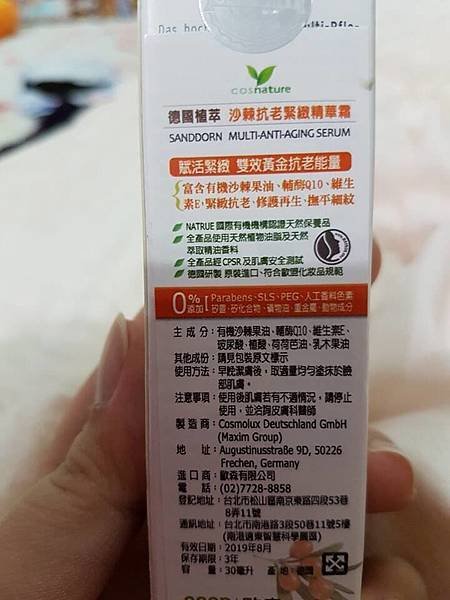 Das hoc
cosnature
德國植萃 沙棘抗老緊緻精華霜
SANDDORN MULTI-ANTI-AGING SERUM
賦活緊緻 雙效黃金抗老能量
富含有機沙棘果油、輔酶Q10、維生
素E、緊緻抗老、修護再生、撫平細紋
NATRUE 國際有機機構認證天然保養品
全產品使用天然植物油脂及天然
萃取精油香料
全產品經 CPSR 及肌膚安全測試
德國研製 原裝進口、符合歐盟化妝品規範
0% 添加
Parabens、SLS、PEG、人工香料色素
矽靈、矽化合物、礦物油、重金屬、動物成分
主成分：有機沙棘果油、輔酶Q10、維生素E、
玻尿酸、植酸、荷荷芭油、乳木果油
其他成份：請見包裝原文標示
使用方法：早晚潔膚後，取適量均勻塗抹於臉
部肌膚。
注意事項：使用後肌膚若有不適情況，請停止
使用，並洽詢皮膚科醫師
製造商：Cosmolux Deutschland GmbH
(Maxim Group)
地址：Augustinusstraße 9D, 50226
Frechen, Germany
進口商：歐森有限公司
電話：(02)7728-8858
登記地址：台北市松山區南京東路四段53巷
8弄11號
通訊地址：台北市南港路3段50巷11號5樓
(南港適東智慧科學園區)
有效日期：2019年8月
保存期限：3年
容量：30毫升 產地：德國